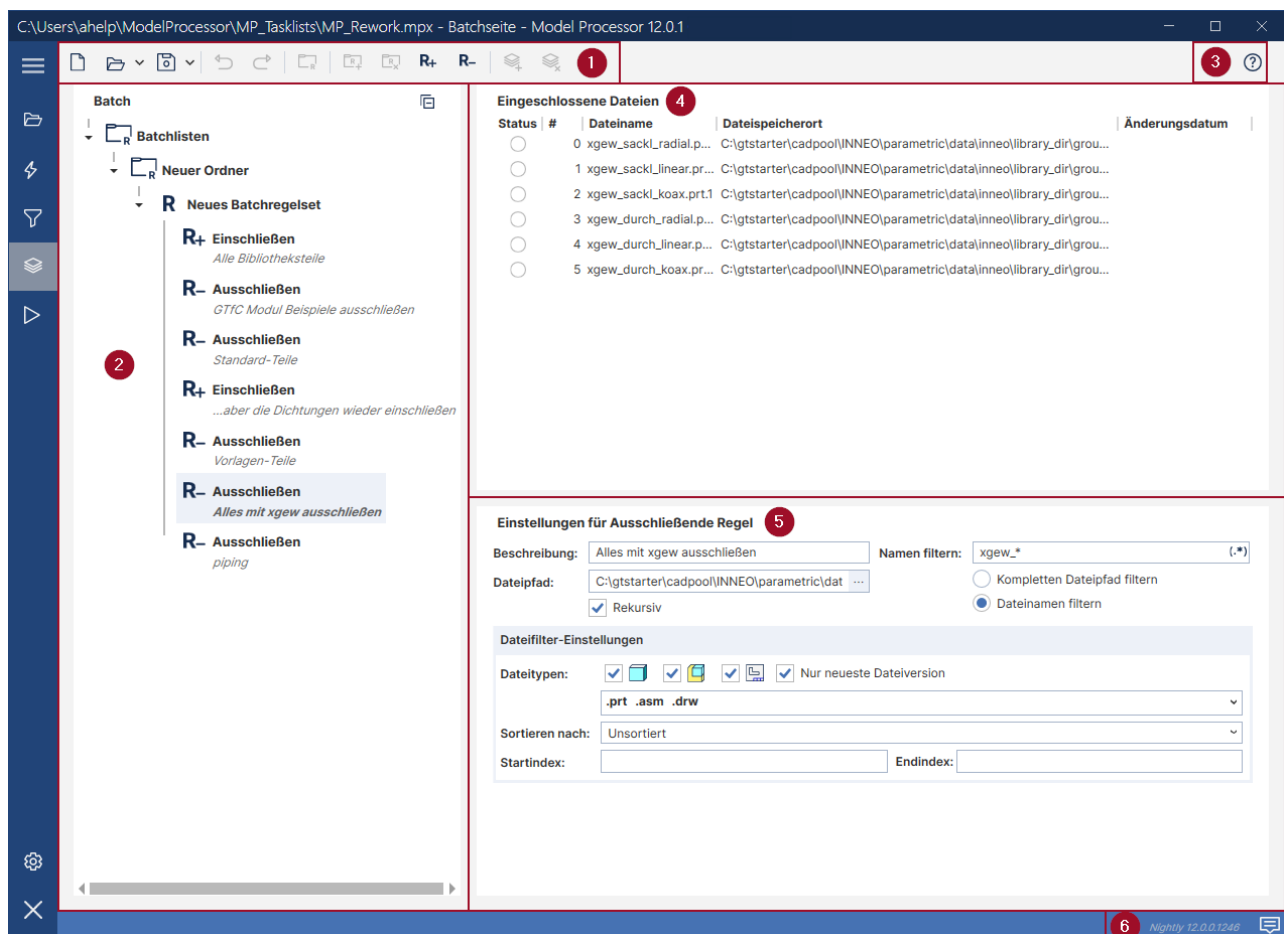 C:\Users\ahelp\ModelProcessor\MP_Tasklists\MP_Rework.mpx - Batchseite - Model Processor 12.0.1
R+ R– 1 3
Batch
Batchlisten
Neuer Ordner
R Neues Batchregelset
R+ Einschließen
Alle Bibliotheksteile
R– Ausschließen
GTfC Modul Beispiele ausschließen
R– Ausschließen
Standard-Teile
2
R+ Einschließen
...aber die Dichtungen wieder einschließen
R– Ausschließen
Vorlagen-Teile
R– Ausschließen
Alles mit xgew ausschließen
R– Ausschließen
piping
Eingeschlossene Dateien 4
Status # Dateiname Dateispeicherort Änderungsdatum
0 xgew_sackl_radial.p... C:\gtstarter\cadpool\INNEO\parametric\data\inneo\library_dir\grou...
1 xgew_sackl_linear.pr... C:\gtstarter\cadpool\INNEO\parametric\data\inneo\library_dir\grou...
2 xgew_sackl_koax.prt.1 C:\gtstarter\cadpool\INNEO\parametric\data\inneo\library_dir\grou...
3 xgew_durch_radial.p... C:\gtstarter\cadpool\INNEO\parametric\data\inneo\library_dir\grou...
4 xgew_durch_linear.p... C:\gtstarter\cadpool\INNEO\parametric\data\inneo\library_dir\grou...
5 xgew_durch_koax.pr... C:\gtstarter\cadpool\INNEO\parametric\data\inneo\library_dir\grou...
Einstellungen für Ausschließende Regel 5
Beschreibung: Alles mit xgew ausschließen Namen filtern: xgew_* (.*)
Dateipfad: C:\gtstarter\cadpool\INNEO\parametric\dat ... Kompletten Dateipfad filtern
Rekursiv Dateinamen filtern
Dateifilter-Einstellungen
Dateitypen: Nur neueste Dateiversion
.prt .asm .drw
Sortieren nach: Unsortiert
Startindex: Endindex:
6 Nightly 12.0.0.1246